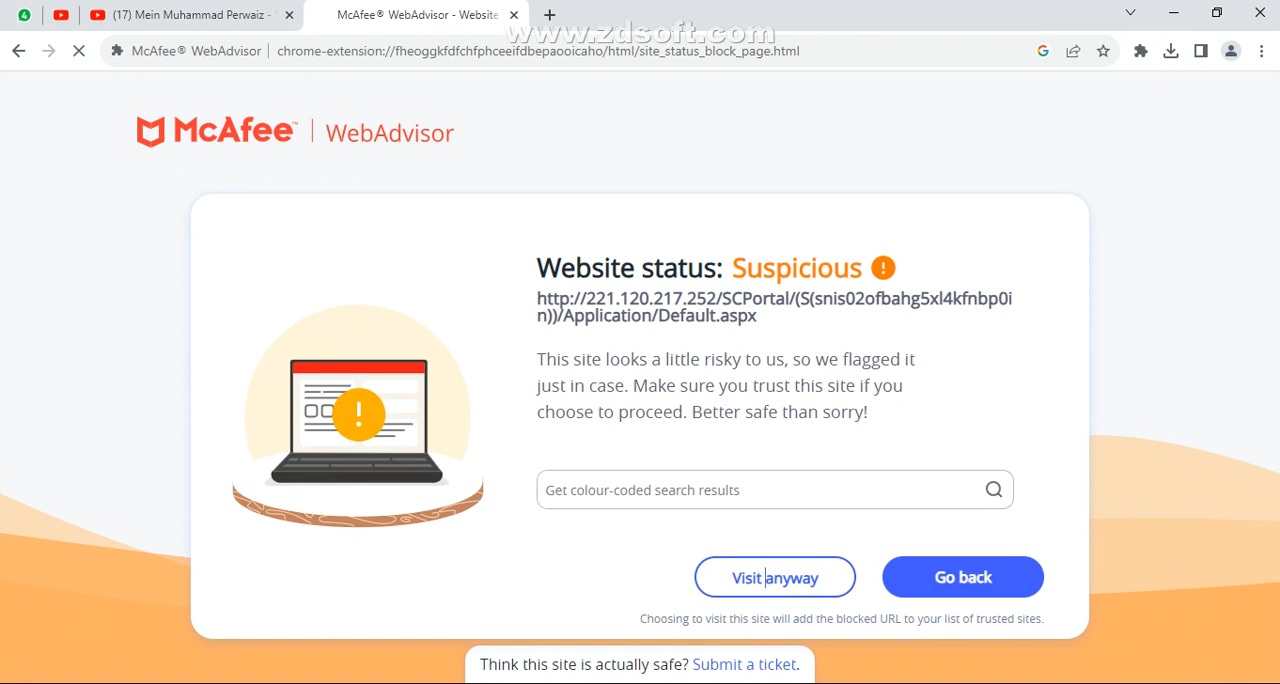 4
(17) Mein Muhammad Perwaiz -
McAfee® WebAdvisor - Website
www.zdsoft.com
McAfee® WebAdvisor
chrome-extension://fheoggkfdfchfphceeifdbepaooicaho/html/site_status_block_page.html
McAfee™ | WebAdvisor
Website status: Suspicious
http://221.120.217.252/SCPortal/(S(snis02ofbahg5xl4kfnbp0i
n))/Application/Default.aspx
This site looks a little risky to us, so we flagged it
just in case. Make sure you trust this site if you
choose to proceed. Better safe than sorry!
Get colour-coded search results
Visit anyway
Go back
Choosing to visit this site will add the blocked URL to your list of trusted sites.
Think this site is actually safe? Submit a ticket.